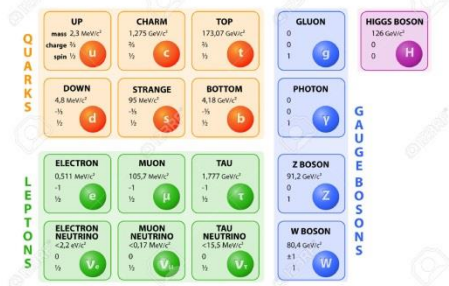 QUARKS
UP
mass 2,3 MeV/c²
charge ⅔
spin ½
u
CHARM
1,275 GeV/c²
⅔
½
c
TOP
173,07 GeV/c²
⅔
½
t
GLUON
0
0
1
g
HIGGS BOSON
126 GeV/c²
0
0
H
DOWN
4,8 MeV/c²
-⅓
½
d
STRANGE
95 MeV/c²
-⅓
½
s
BOTTOM
4,18 GeV/c²
-⅓
½
b
PHOTON
0
0
1
γ
GAUGE BOSONS
LEPTONS
ELECTRON
0,511 MeV/c²
-1
½
e
MUON
105,7 MeV/c²
-1
½
μ
TAU
1,777 GeV/c²
-1
½
τ
Z BOSON
91,2 GeV/c²
0
1
Z
ELECTRON
NEUTRINO
<2,2 eV/c²
0
½
νe
MUON
NEUTRINO
<0,17 MeV/c²
0
½
νμ
TAU
NEUTRINO
<15,5 MeV/c²
0
½
ντ
W BOSON
80,4 GeV/c²
±1
1
W